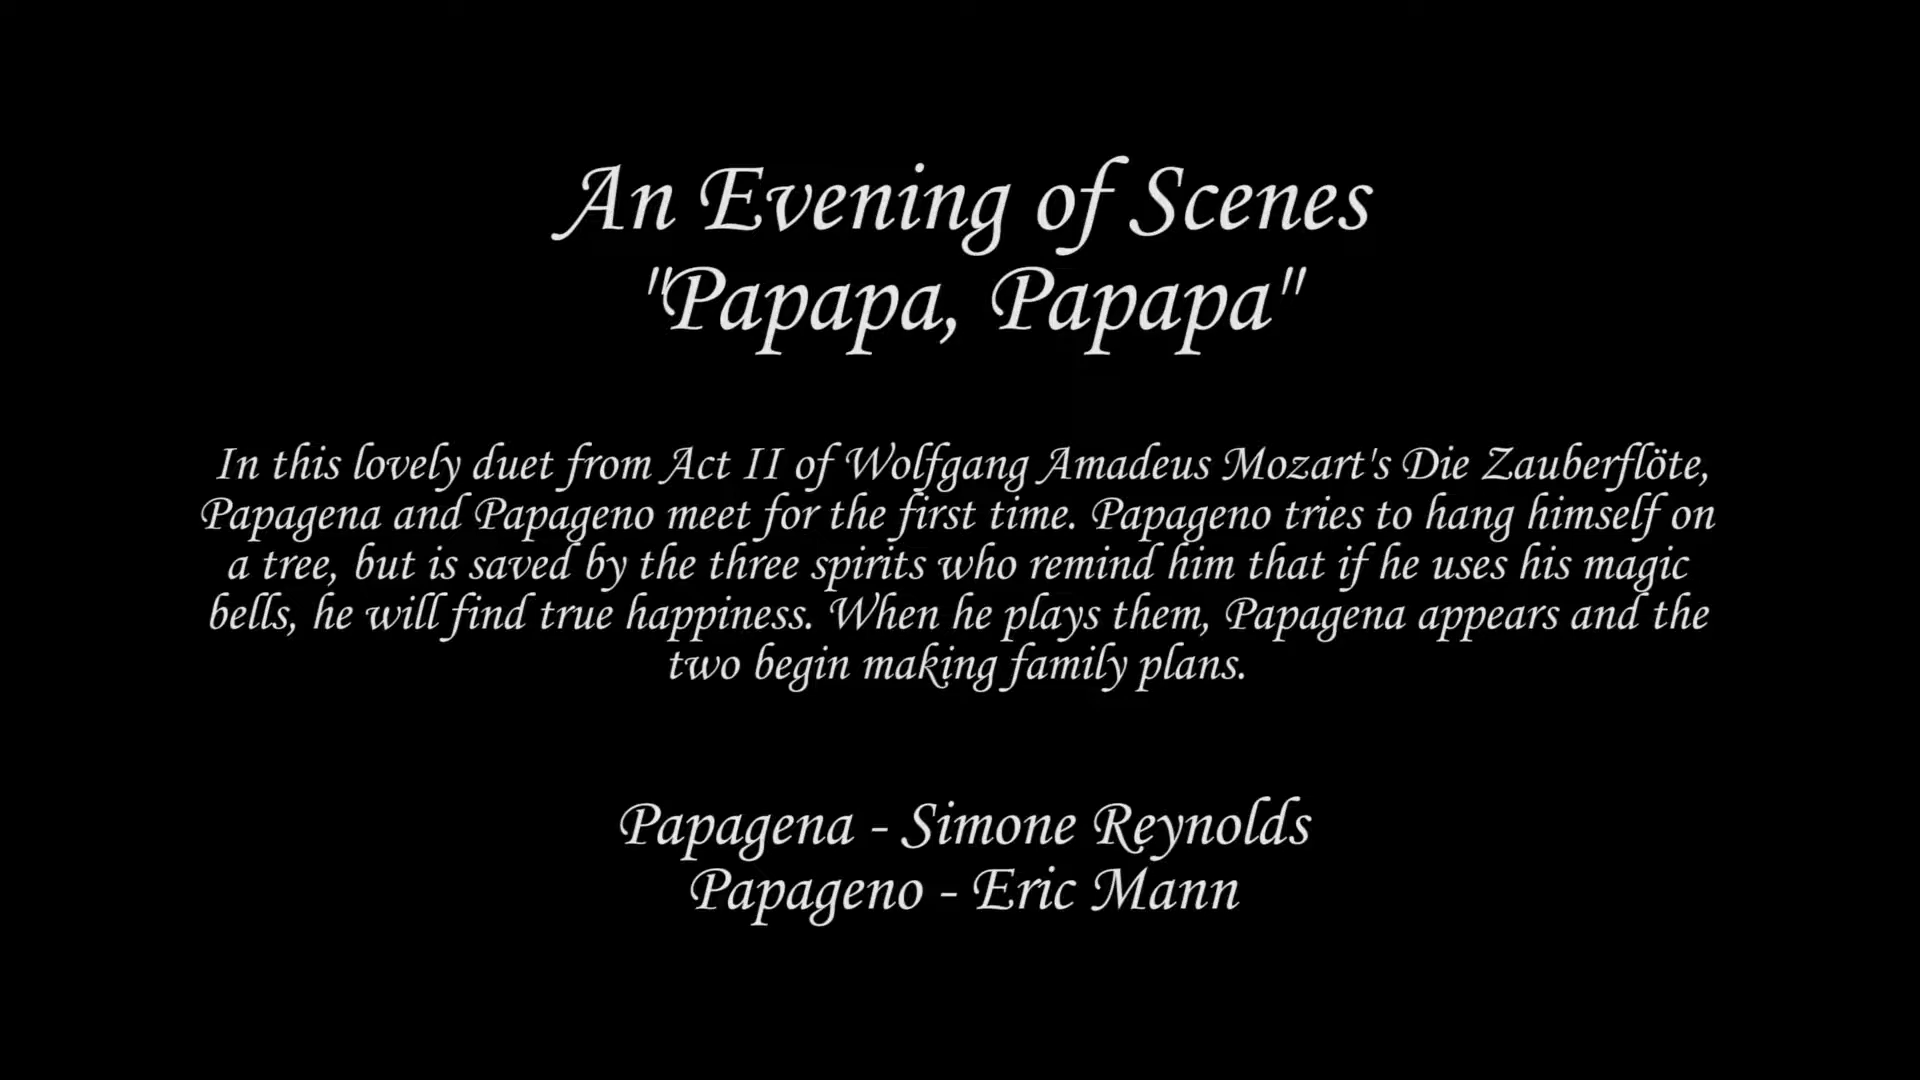 An Evening of Scenes
"Papapa, Papapa"
In this lovely duet from Act II of Wolfgang Amadeus Mozart's Die Zauberflöte,
Papagena and Papageno meet for the first time. Papageno tries to hang himself on
a tree, but is saved by the three spirits who remind him that if he uses his magic
bells, he will find true happiness. When he plays them, Papagena appears and the
two begin making family plans.
Papagena - Simone Reynolds
Papageno - Eric Mann